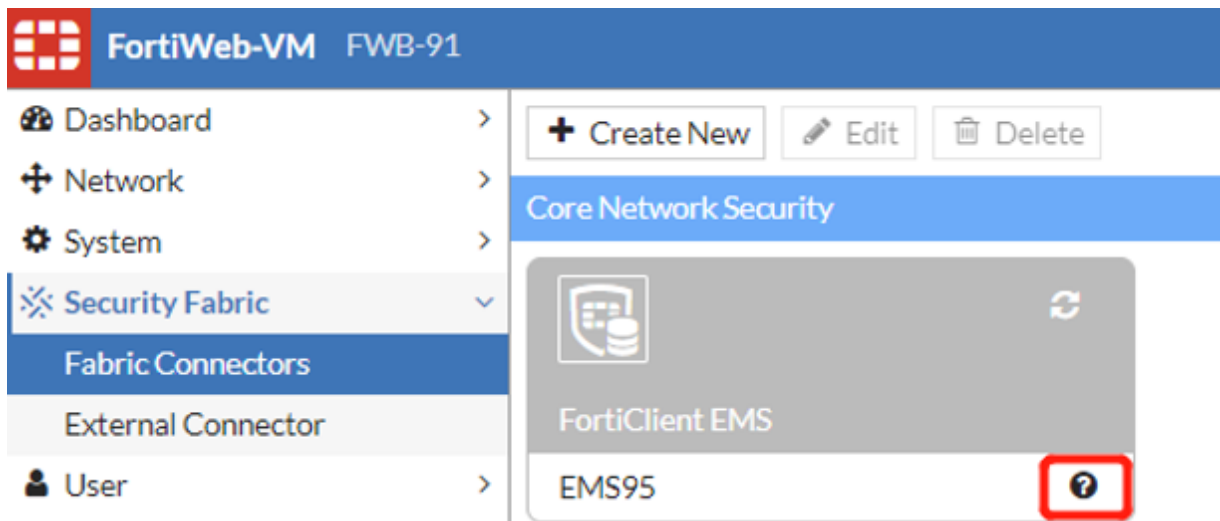 FortiWeb-VM FWB-91
Dashboard
Network
System
Security Fabric
Fabric Connectors
External Connector
User
Create New Edit Delete
Core Network Security
FortiClient EMS
EMS95